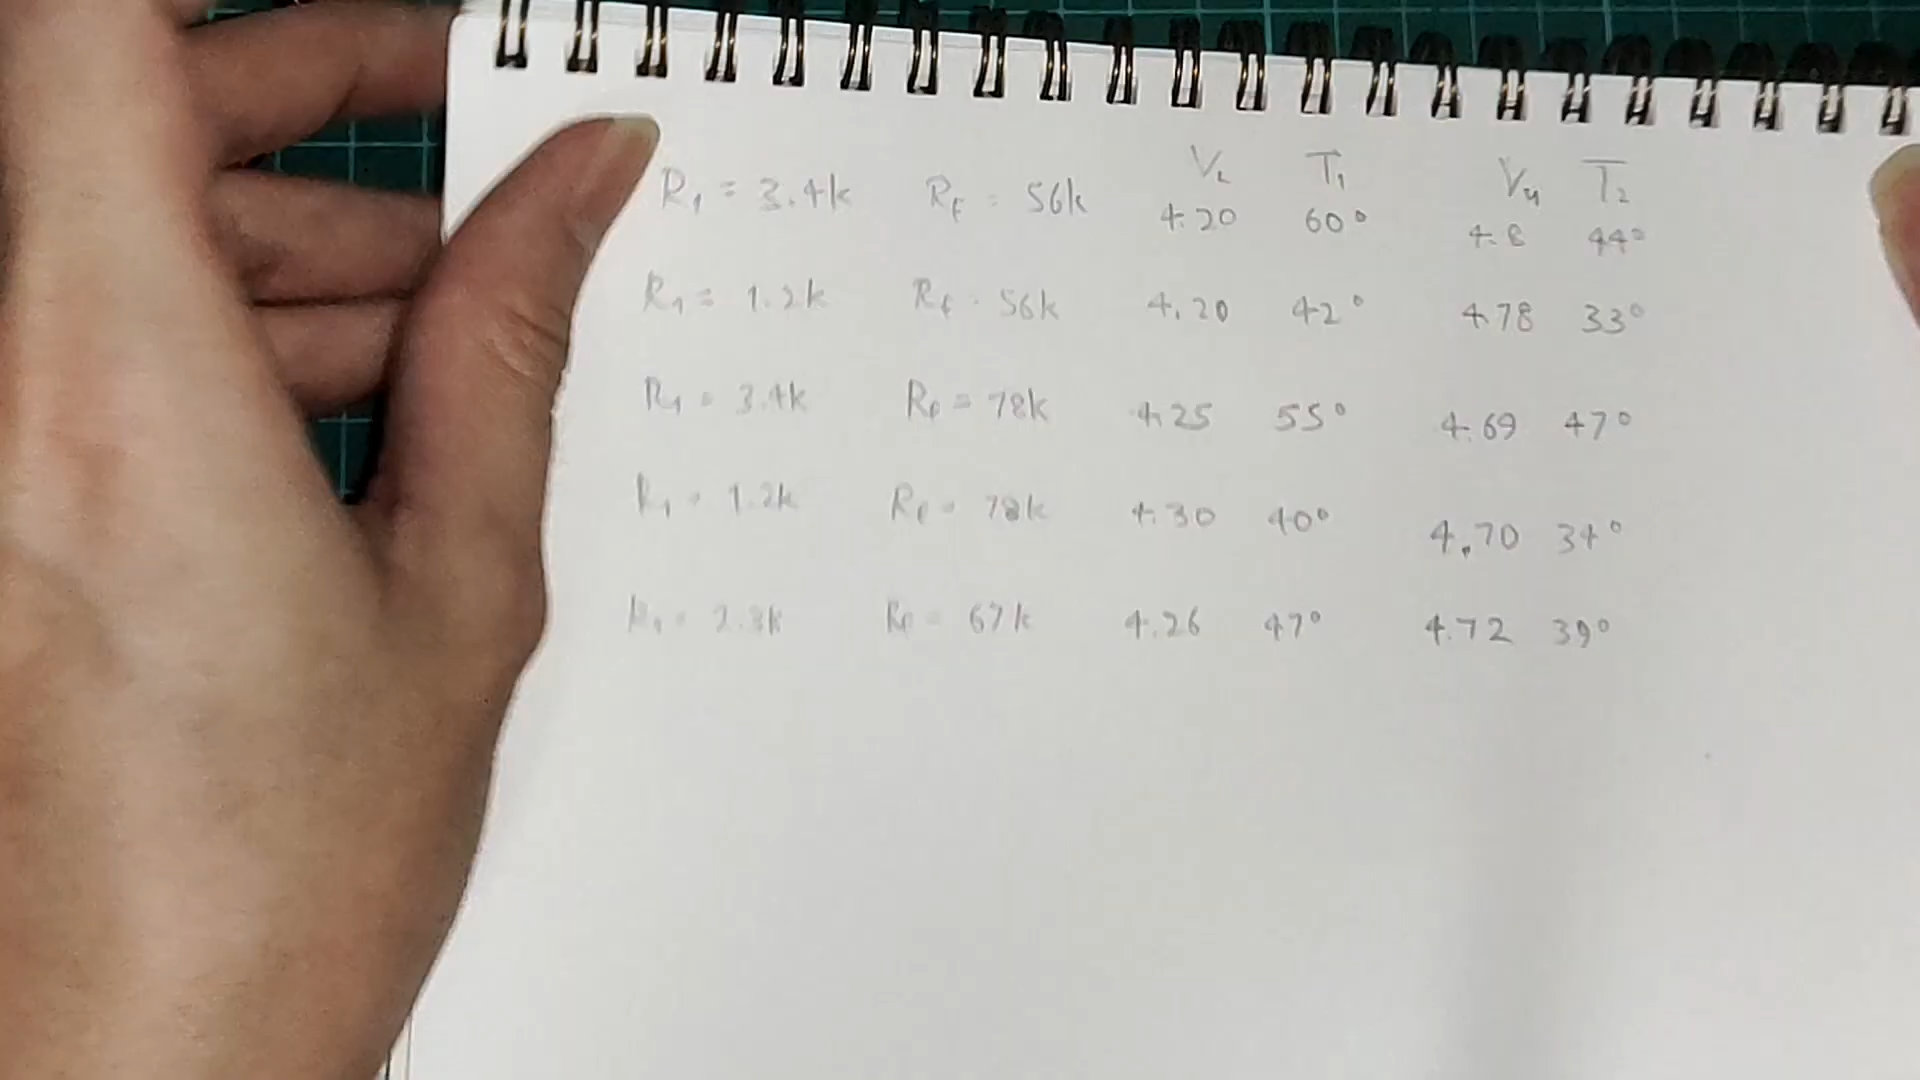 V_L T_1 V_H T_2
R_1 = 3.4k R_f = 56k 4.20 60° 4.8 44°
R_1 = 1.2k R_f = 56k 4.20 42° 4.78 33°
R_1 = 3.4k R_f = 78k 4.25 55° 4.69 47°
R_1 = 1.2k R_f = 78k 4.30 40° 4.70 34°
R_1 = 2.3k R_f = 67k 4.26 47° 4.72 39°